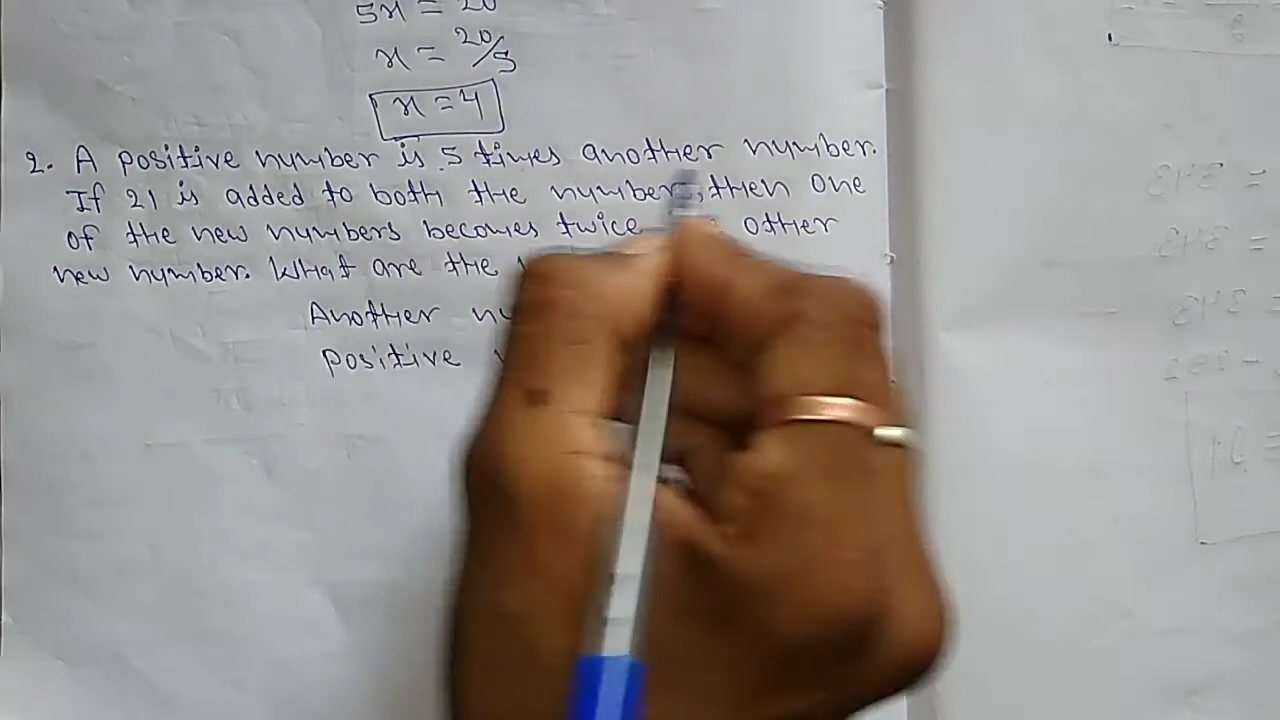 5x = 20
x = 20/5
x = 4
2. A positive number is 5 times another number.
If 21 is added to both the numbers, then one
of the new numbers becomes twice other
new number. What are the
Another
positive